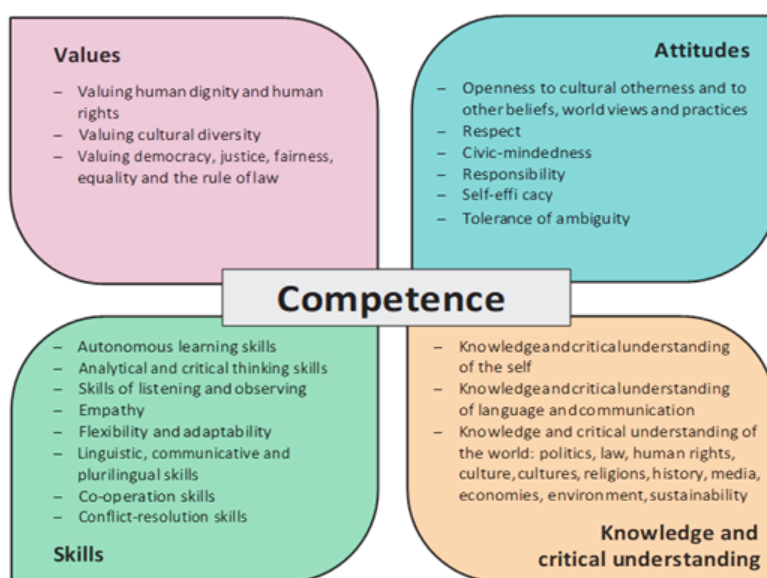 Values
– Valuing human dignity and human
rights
– Valuing cultural diversity
– Valuing democracy, justice, fairness,
equality and the rule of law
Attitudes
– Openness to cultural otherness and to
other beliefs, world views and practices
– Respect
– Civic-mindedness
– Responsibility
– Self-effi cacy
– Tolerance of ambiguity
Competence
– Autonomous learning skills
– Analytical and critical thinking skills
– Skills of listening and observing
– Empathy
– Flexibility and adaptability
– Linguistic, communicative and
plurilingual skills
– Co-operation skills
– Conflict-resolution skills
Skills
– Knowledge and critical understanding
of the self
– Knowledge and critical understanding
of language and communication
– Knowledge and critical understanding of
the world: politics, law, human rights,
culture, cultures, religions, history, media,
economies, environment, sustainability
Knowledge and
critical understanding